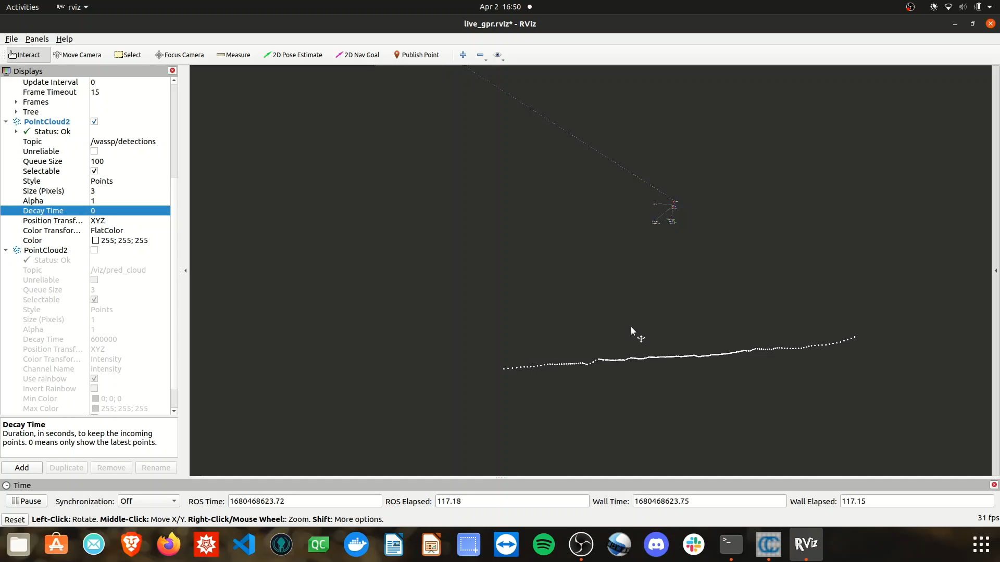 Activities rviz Apr 2 16:50
live_gpr.rviz* - RViz
File Panels Help
Interact Move Camera Select Focus Camera Measure 2D Pose Estimate 2D Nav Goal Publish Point
Displays
Update Interval 0
Frame Timeout 15
Frames
Tree
PointCloud2
Status: Ok
Topic /wassp/detections
Unreliable
Queue Size 100
Selectable
Style Points
Size (Pixels) 3
Alpha 1
Decay Time 0
Position Transf... XYZ
Color Transfor... FlatColor
Color 255; 255; 255
PointCloud2
Status: Ok
Topic /viz/pred_cloud
Unreliable
Queue Size 3
Selectable
Style Points
Size (Pixels) 1
Alpha 1
Decay Time 600000
Position Transf... XYZ
Color Transfor... Intensity
Channel Name intensity
Use rainbow
Invert Rainbow
Min Color 0; 0; 0
Max Color 255; 255; 255
Decay Time
Duration, in seconds, to keep the incoming
points. 0 means only show the latest points.
Add Duplicate Remove Rename
Time
Pause Synchronization: Off ROS Time: 1680468623.72 ROS Elapsed: 117.18 Wall Time: 1680468623.75 Wall Elapsed: 117.15
Reset Left-Click: Rotate. Middle-Click: Move X/Y. Right-Click/Mouse Wheel:: Zoom. Shift: More options. 31 fps
QC >_ CC RViz